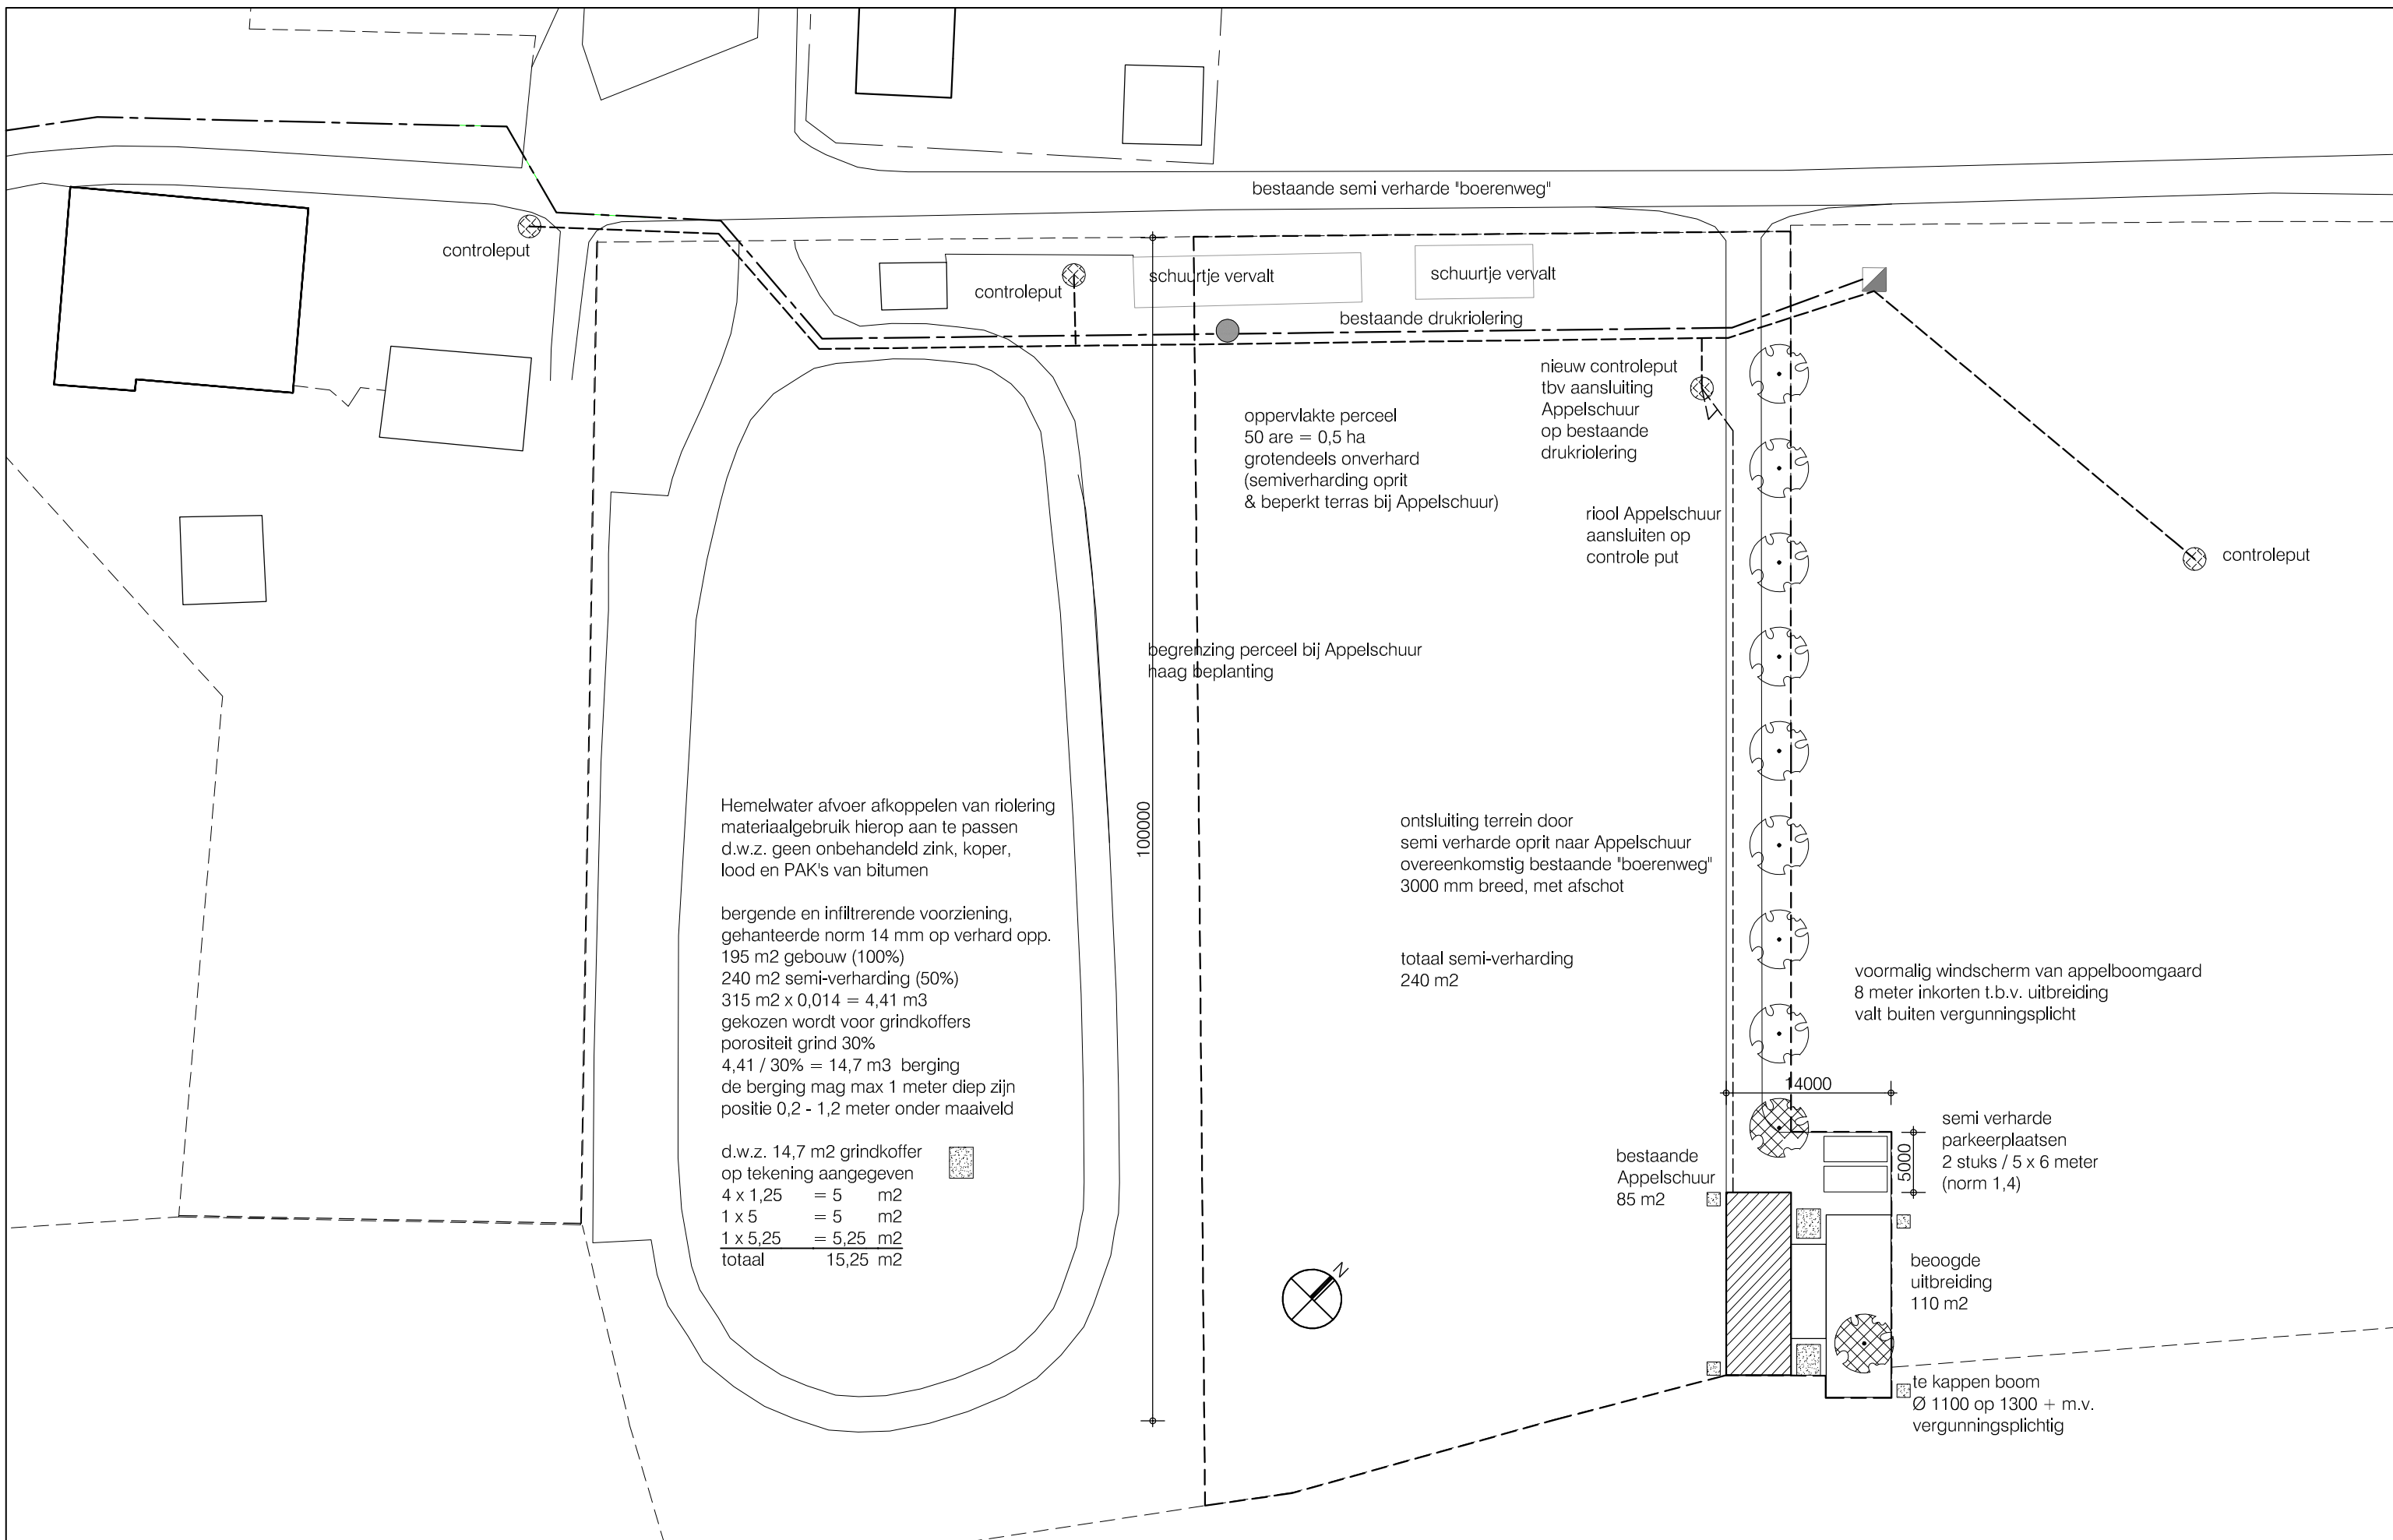 bestaande semi verharde "boerenweg"
controleput
controleput
schuurtje vervalt
schuurtje vervalt
bestaande drukriolering
nieuw controleput
tbv aansluiting
Appelschuur
op bestaande
drukriolering
oppervlakte perceel
50 are = 0,5 ha
grotendeels onverhard
(semiverharding oprit
& beperkt terras bij Appelschuur)
riool Appelschuur
aansluiten op
controle put
controleput
begrenzing perceel bij Appelschuur
haag beplanting
100000
Hemelwater afvoer afkoppelen van riolering
materiaalgebruik hierop aan te passen
d.w.z. geen onbehandeld zink, koper,
lood en PAK's van bitumen
bergende en infiltrerende voorziening,
gehanteerde norm 14 mm op verhard opp.
195 m2 gebouw (100%)
240 m2 semi-verharding (50%)
315 m2 x 0,014 = 4,41 m3
gekozen wordt voor grindkoffers
porositeit grind 30%
4,41 / 30% = 14,7 m3 berging
de berging mag max 1 meter diep zijn
positie 0,2 - 1,2 meter onder maaiveld
d.w.z. 14,7 m2 grindkoffer
op tekening aangegeven
4 x 1,25 = 5 m2
1 x 5 = 5 m2
1 x 5,25 = 5,25 m2
totaal 15,25 m2
ontsluiting terrein door
semi verharde oprit naar Appelschuur
overeenkomstig bestaande "boerenweg"
3000 mm breed, met afschot
totaal semi-verharding
240 m2
voormalig windscherm van appelboomgaard
8 meter inkorten t.b.v. uitbreiding
valt buiten vergunningsplicht
14000
5000
semi verharde
parkeerplaatsen
2 stuks / 5 x 6 meter
(norm 1,4)
bestaande
Appelschuur
85 m2
beoogde
uitbreiding
110 m2
N
te kappen boom
Ø 1100 op 1300 + m.v.
vergunningsplichtig